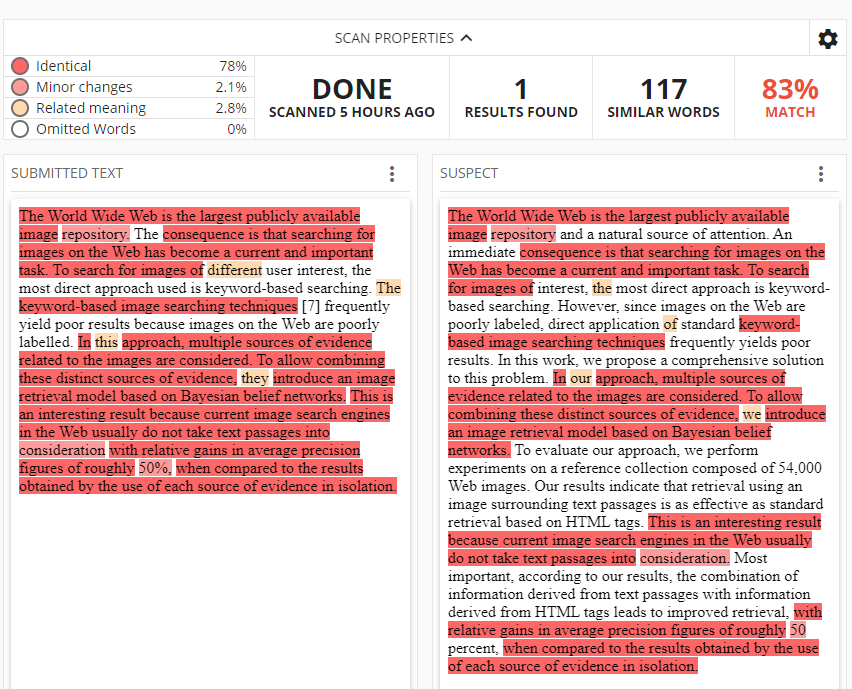 SCAN PROPERTIES
Identical 78%
Minor changes 2.1%
Related meaning 2.8%
Omitted Words 0%
DONE
SCANNED 5 HOURS AGO
1
RESULTS FOUND
117
SIMILAR WORDS
83%
MATCH
SUBMITTED TEXT
The World Wide Web is the largest publicly available
image repository. The consequence is that searching for
images on the Web has become a current and important
task. To search for images of different user interest, the
most direct approach used is keyword-based searching. The
keyword-based image searching techniques [7] frequently
yield poor results because images on the Web are poorly
labelled. In this approach, multiple sources of evidence
related to the images are considered. To allow combining
these distinct sources of evidence, they introduce an image
retrieval model based on Bayesian belief networks. This is
an interesting result because current image search engines
in the Web usually do not take text passages into
consideration with relative gains in average precision
figures of roughly 50%, when compared to the results
obtained by the use of each source of evidence in isolation.
SUSPECT
The World Wide Web is the largest publicly available
image repository and a natural source of attention. An
immediate consequence is that searching for images on the
Web has become a current and important task. To search
for images of interest, the most direct approach is keyword-
based searching. However, since images on the Web are
poorly labeled, direct application of standard keyword-
based image searching techniques frequently yields poor
results. In this work, we propose a comprehensive solution
to this problem. In our approach, multiple sources of
evidence related to the images are considered. To allow
combining these distinct sources of evidence, we introduce
an image retrieval model based on Bayesian belief
networks. To evaluate our approach, we perform
experiments on a reference collection composed of 54,000
Web images. Our results indicate that retrieval using an
image surrounding text passages is as effective as standard
retrieval based on HTML tags. This is an interesting result
because current image search engines in the Web usually
do not take text passages into consideration. Most
important, according to our results, the combination of
information derived from text passages with information
derived from HTML tags leads to improved retrieval, with
relative gains in average precision figures of roughly 50
percent, when compared to the results obtained by the use
of each source of evidence in isolation.